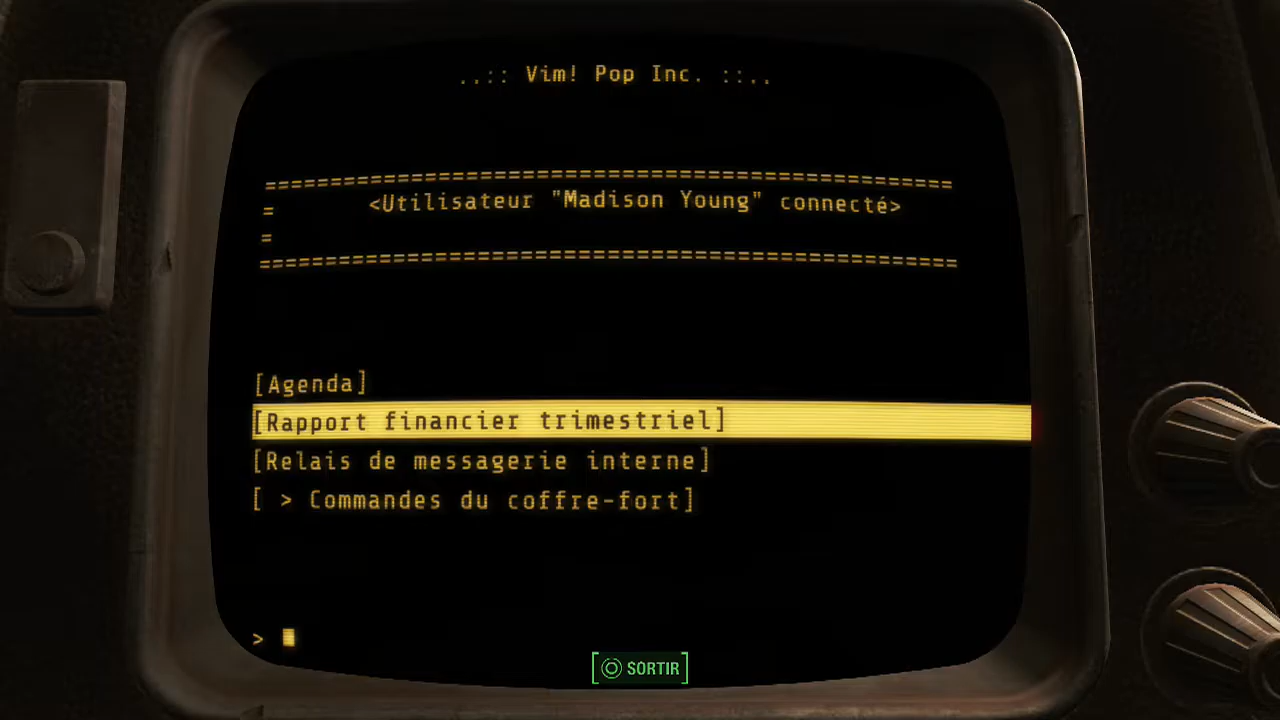 ..:: Vim! Pop Inc. ::..
====================================================
= <Utilisateur "Madison Young" connecté>
=
====================================================
[Agenda]
[Rapport financier trimestriel]
[Relais de messagerie interne]
[ > Commandes du coffre-fort]
>
SORTIR